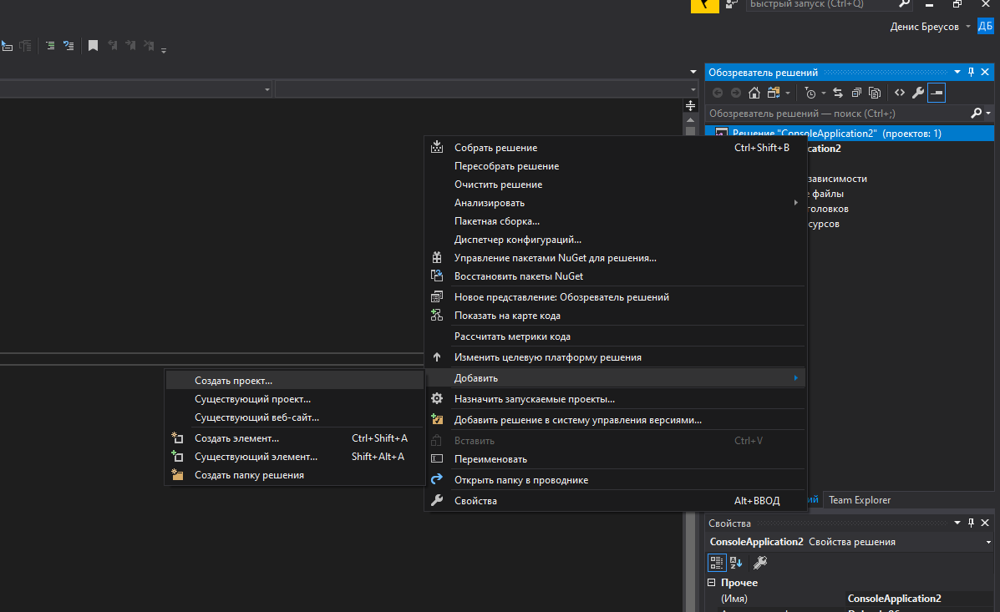 Быстрый запуск (Ctrl+Q)
Денис Бреусов
ДБ
Обозреватель решений
Обозреватель решений — поиск (Ctrl+;)
Решение "ConsoleApplication2" (проектов: 1)
ication2
зависимости
е файлы
головков
сурсов
Собрать решение Ctrl+Shift+B
Пересобрать решение
Очистить решение
Анализировать
Пакетная сборка...
Диспетчер конфигураций...
Управление пакетами NuGet для решения...
Восстановить пакеты NuGet
Новое представление: Обозреватель решений
Показать на карте кода
Рассчитать метрики кода
Изменить целевую платформу решения
Добавить
Назначить запускаемые проекты...
Добавить решение в систему управления версиями...
Вставить Ctrl+V
Переименовать
Открыть папку в проводнике
Свойства Alt+ВВОД
Создать проект...
Существующий проект...
Существующий веб-сайт...
Создать элемент... Ctrl+Shift+A
Существующий элемент... Shift+Alt+A
Создать папку решения
ий
Team Explorer
Свойства
ConsoleApplication2 Свойства решения
Прочее
(Имя) ConsoleApplication2